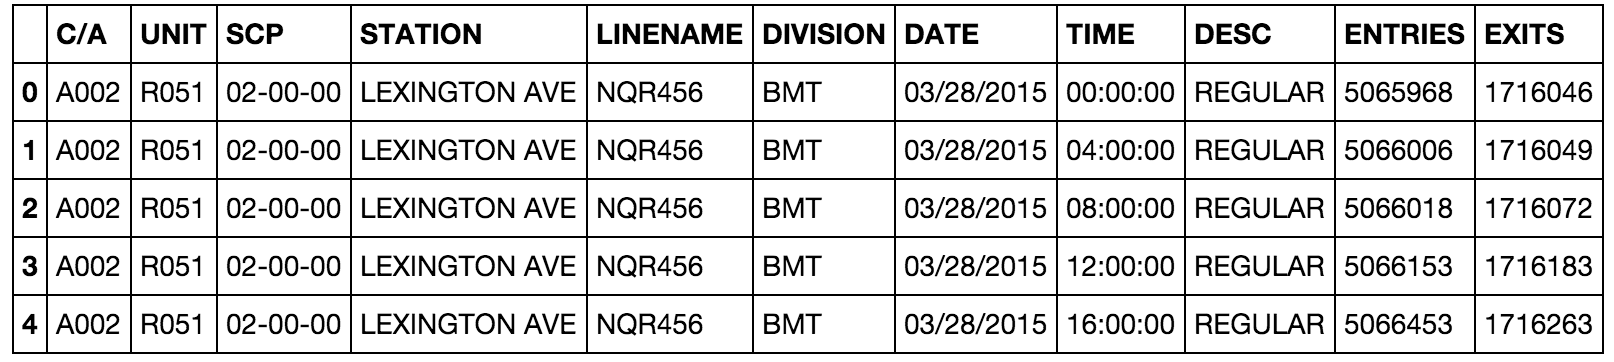 C/A UNIT SCP STATION LINENAME DIVISION DATE TIME DESC ENTRIES EXITS
0 A002 R051 02-00-00 LEXINGTON AVE NQR456 BMT 03/28/2015 00:00:00 REGULAR 5065968 1716046
1 A002 R051 02-00-00 LEXINGTON AVE NQR456 BMT 03/28/2015 04:00:00 REGULAR 5066006 1716049
2 A002 R051 02-00-00 LEXINGTON AVE NQR456 BMT 03/28/2015 08:00:00 REGULAR 5066018 1716072
3 A002 R051 02-00-00 LEXINGTON AVE NQR456 BMT 03/28/2015 12:00:00 REGULAR 5066153 1716183
4 A002 R051 02-00-00 LEXINGTON AVE NQR456 BMT 03/28/2015 16:00:00 REGULAR 5066453 1716263